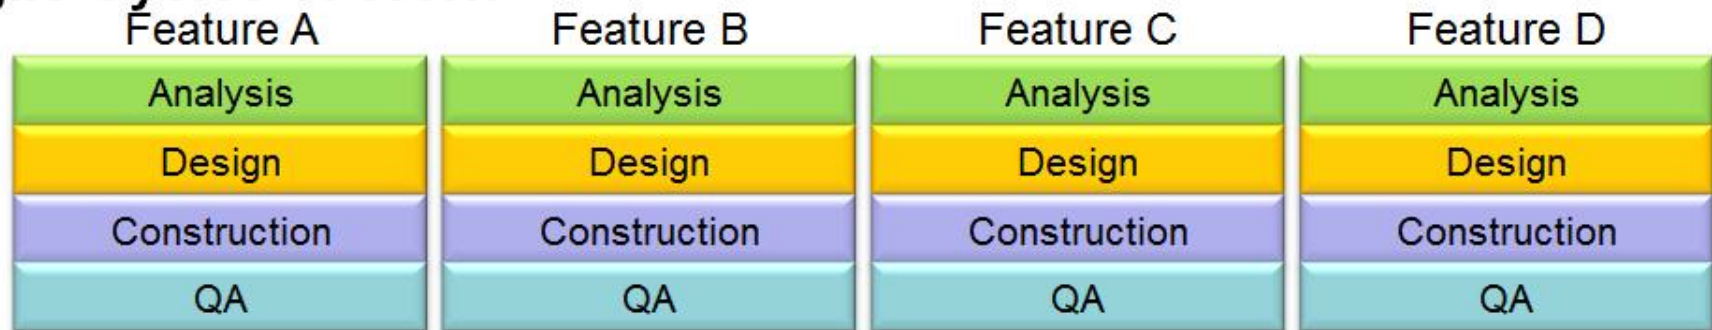 Feature A Feature B Feature C Feature D
Analysis Analysis Analysis Analysis
Design Design Design Design
Construction Construction Construction Construction
QA QA QA QA